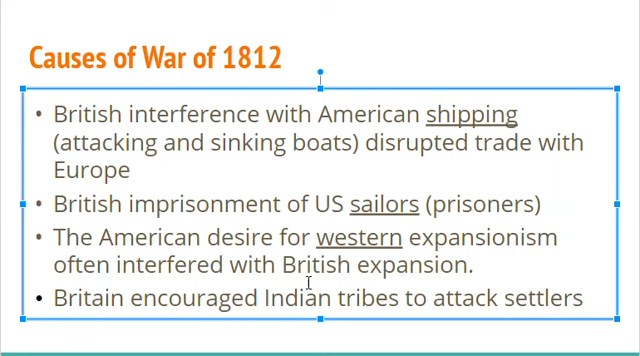 Causes of War of 1812
• British interference with American shipping
(attacking and sinking boats) disrupted trade with
Europe
• British imprisonment of US sailors (prisoners)
• The American desire for western expansionism
often interfered with British expansion.
• Britain encouraged Indian tribes to attack settlers